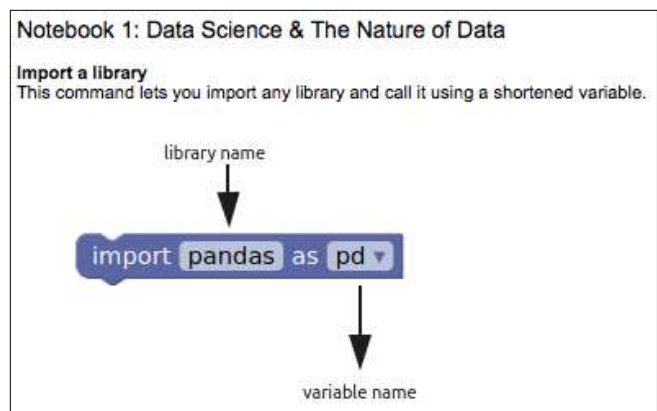 Notebook 1: Data Science & The Nature of Data
Import a library
This command lets you import any library and call it using a shortened variable.
library name
import pandas as pd
variable name